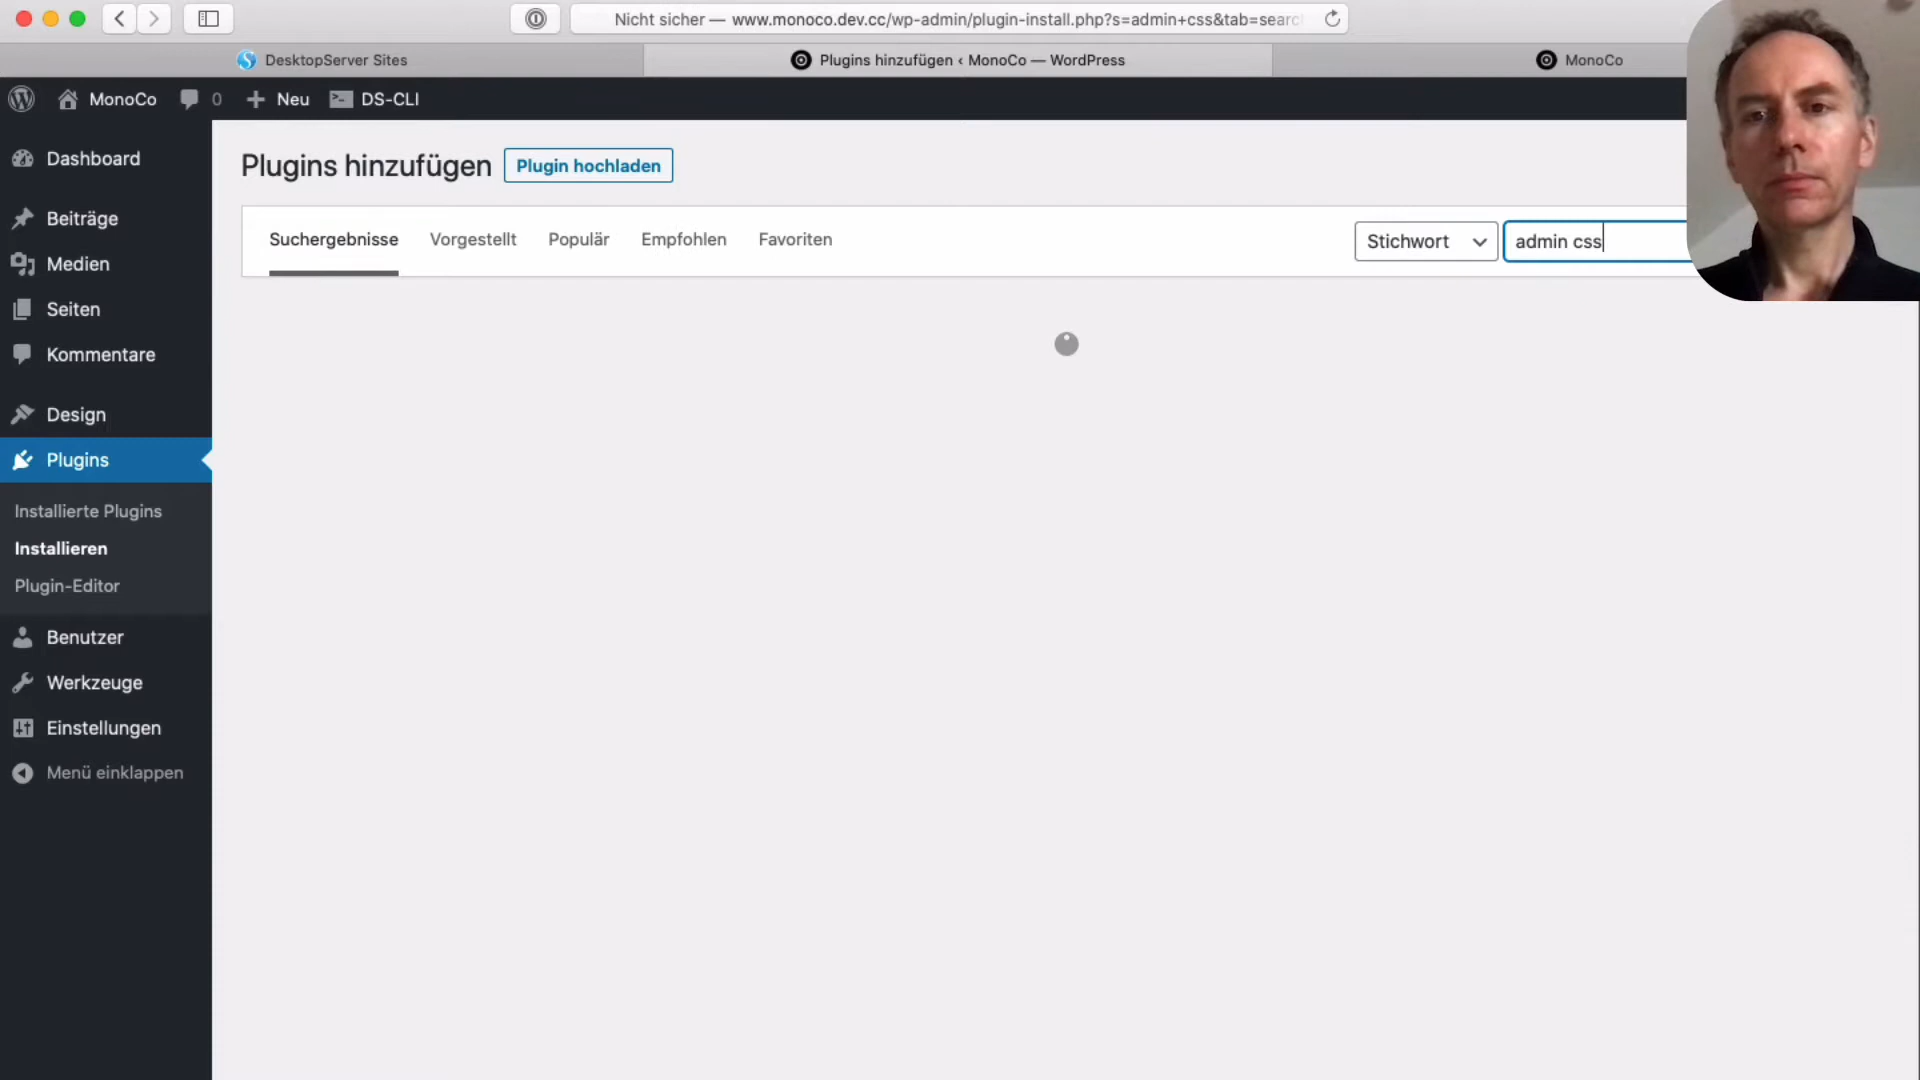 Nicht sicher — www.monoco.dev.cc/wp-admin/plugin-install.php?s=admin+css&tab=searc
DesktopServer Sites
Plugins hinzufügen ‹ MonoCo — WordPress
MonoCo
MonoCo
0
Neu
DS-CLI
Dashboard
Beiträge
Medien
Seiten
Kommentare
Design
Plugins
Installierte Plugins
Installieren
Plugin-Editor
Benutzer
Werkzeuge
Einstellungen
Menü einklappen
Plugins hinzufügen
Plugin hochladen
Suchergebnisse
Vorgestellt
Populär
Empfohlen
Favoriten
Stichwort
admin css